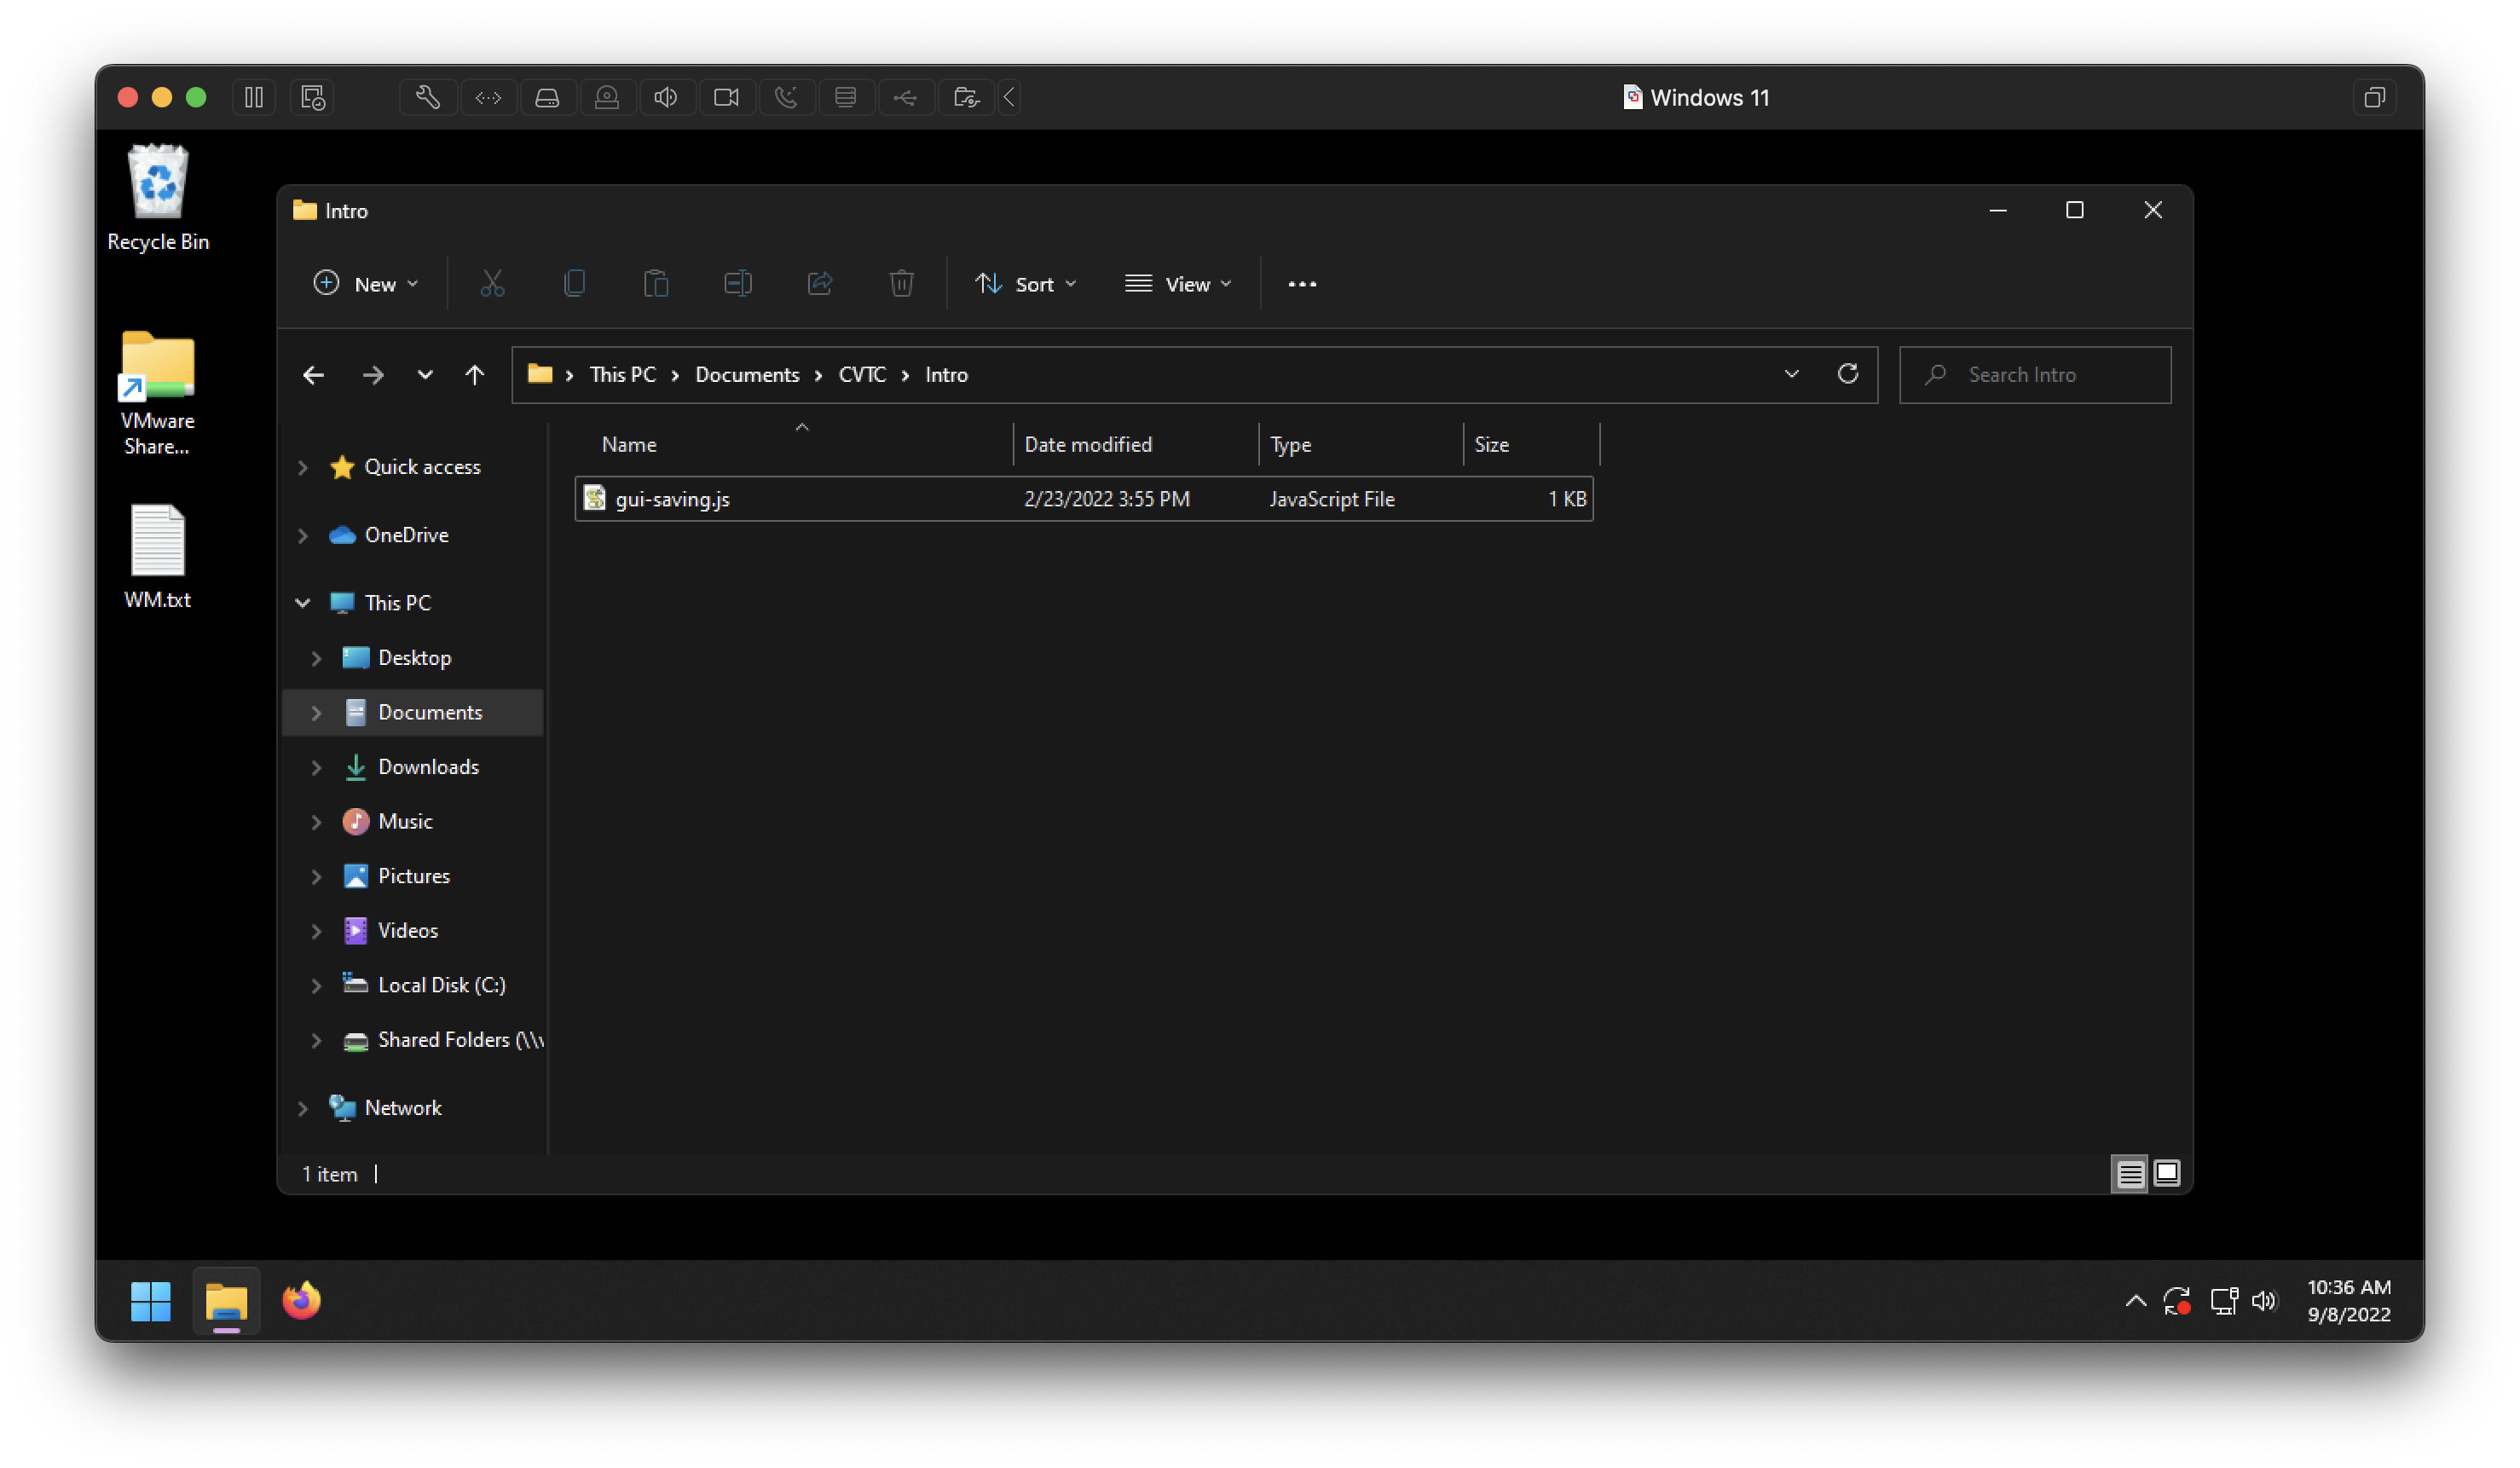 Windows 11
Recycle Bin
VMware
Share...
WM.txt
Intro
New
Sort
View
This PC
Documents
CVTC
Intro
Search Intro
Name
Date modified
Type
Size
gui-saving.js
2/23/2022 3:55 PM
JavaScript File
1 KB
Quick access
OneDrive
This PC
Desktop
Documents
Downloads
Music
Pictures
Videos
Local Disk (C:)
Shared Folders (\\v
Network
1 item
10:36 AM
9/8/2022